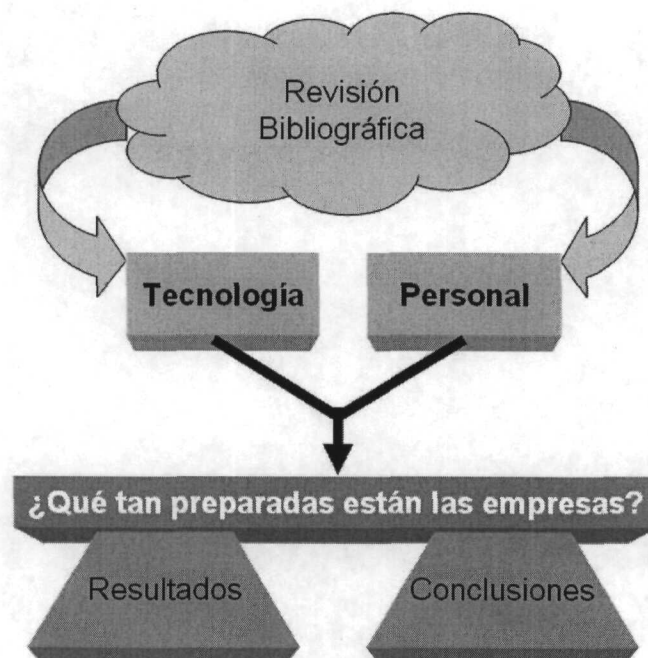 Revisión
Bibliográfica
Tecnología
Personal
¿Qué tan preparadas están las empresas?
Resultados
Conclusiones